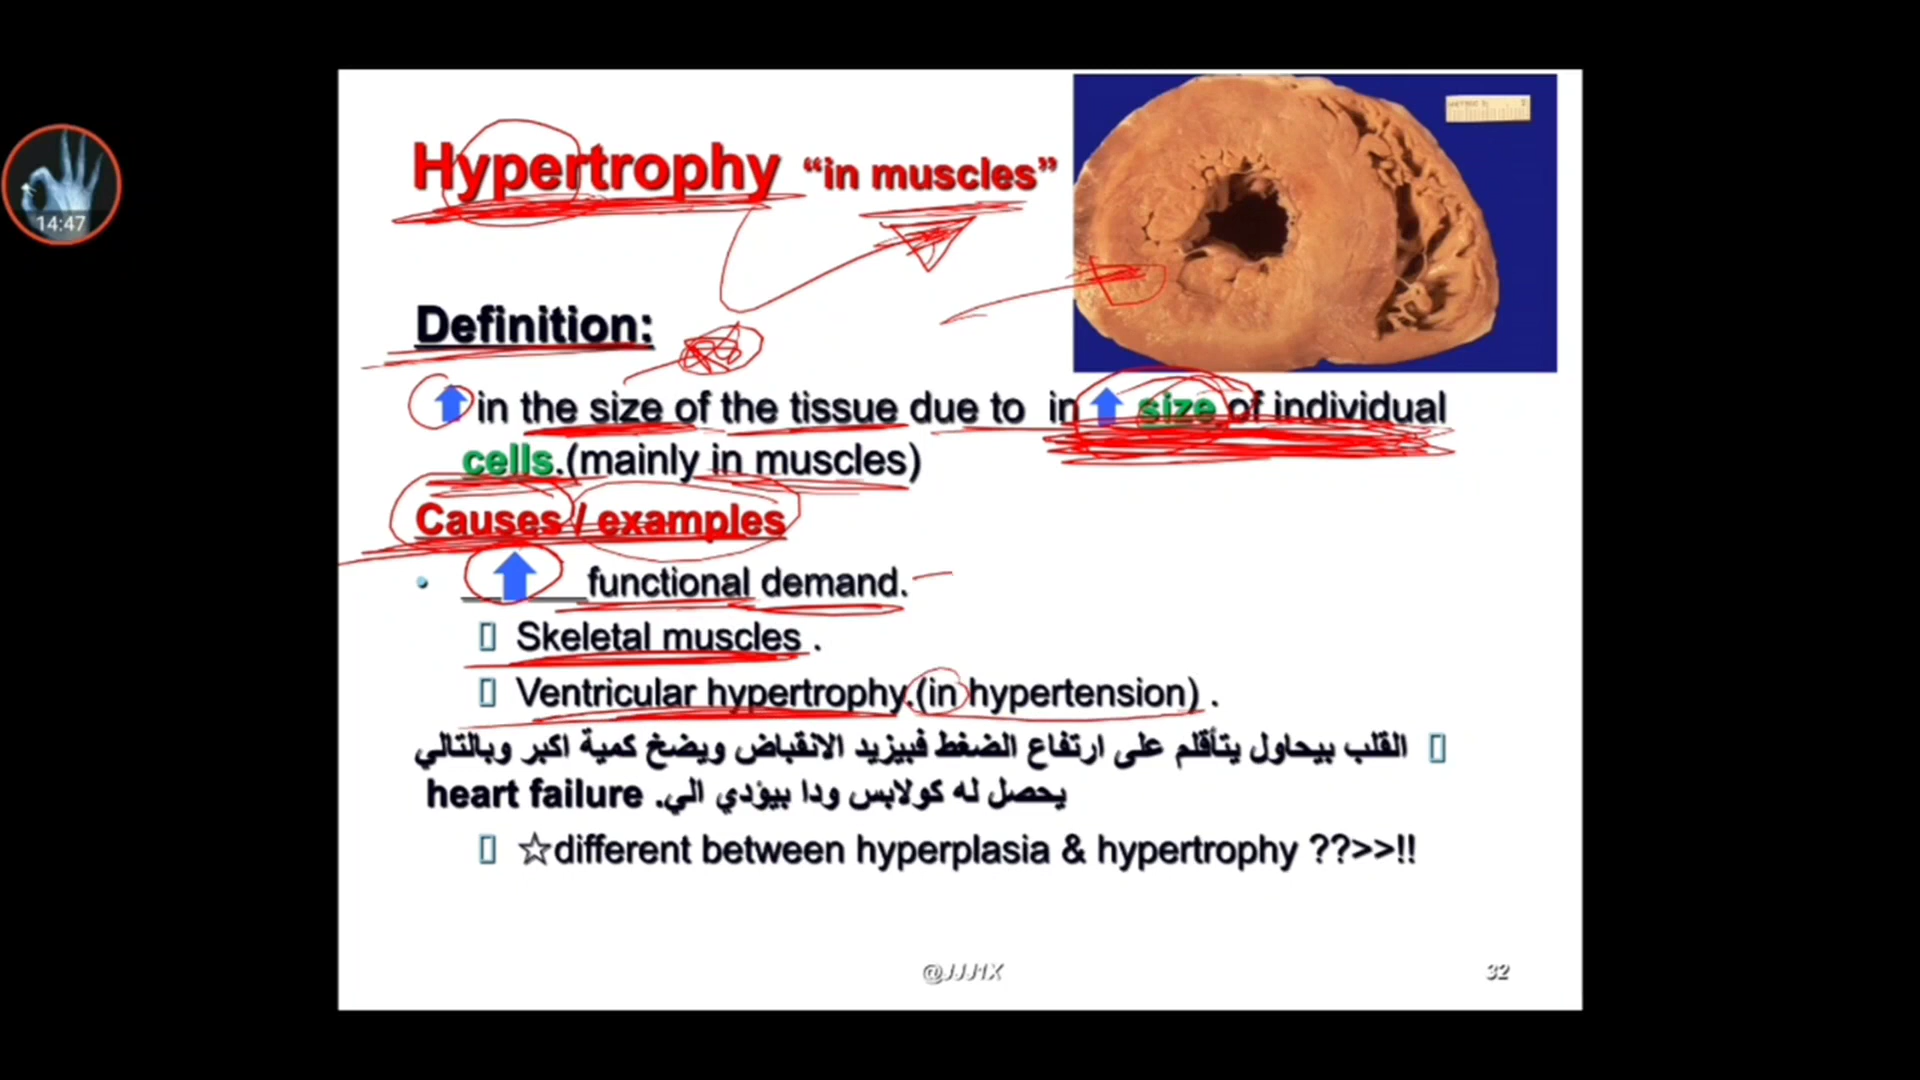 14:47
Hypertrophy “in muscles”
Definition:
in the size of the tissue due to in size of individual
cells.(mainly in muscles)
Causes / examples
functional demand.
Skeletal muscles .
Ventricular hypertrophy.(in hypertension) .
القلب بيحاول يتأقلم على ارتفاع الضغط فبيزيد الانقباض ويضخ كمية اكبر وبالتالي
يحصل له كولابس ودا بيؤدي الي. heart failure
☆different between hyperplasia & hypertrophy ??>>!!
@JJJ1X
32